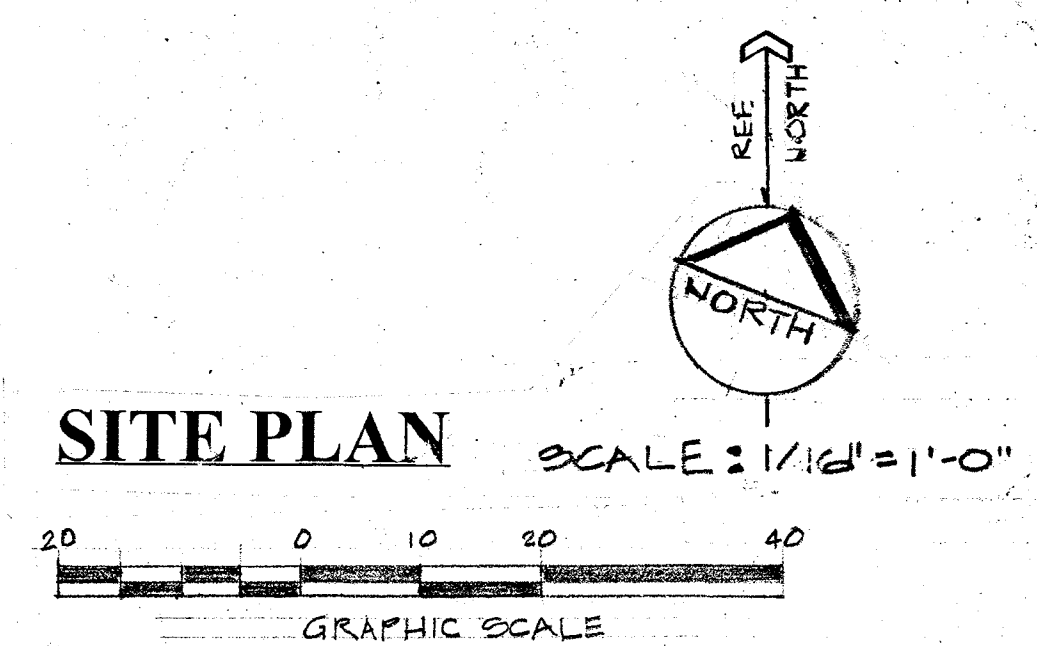 REF.
NORTH
NORTH
SITE PLAN
SCALE: 1/16" = 1'-0"
20 0 10 20 40
GRAPHIC SCALE